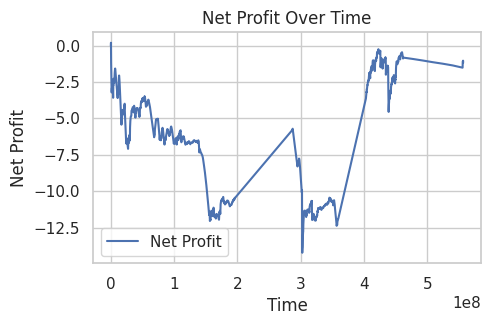 Net Profit Over Time
Net Profit
0.0
−2.5
−5.0
−7.5
−10.0
−12.5
Net Profit
0 1 2 3 4 5
1e8
Time